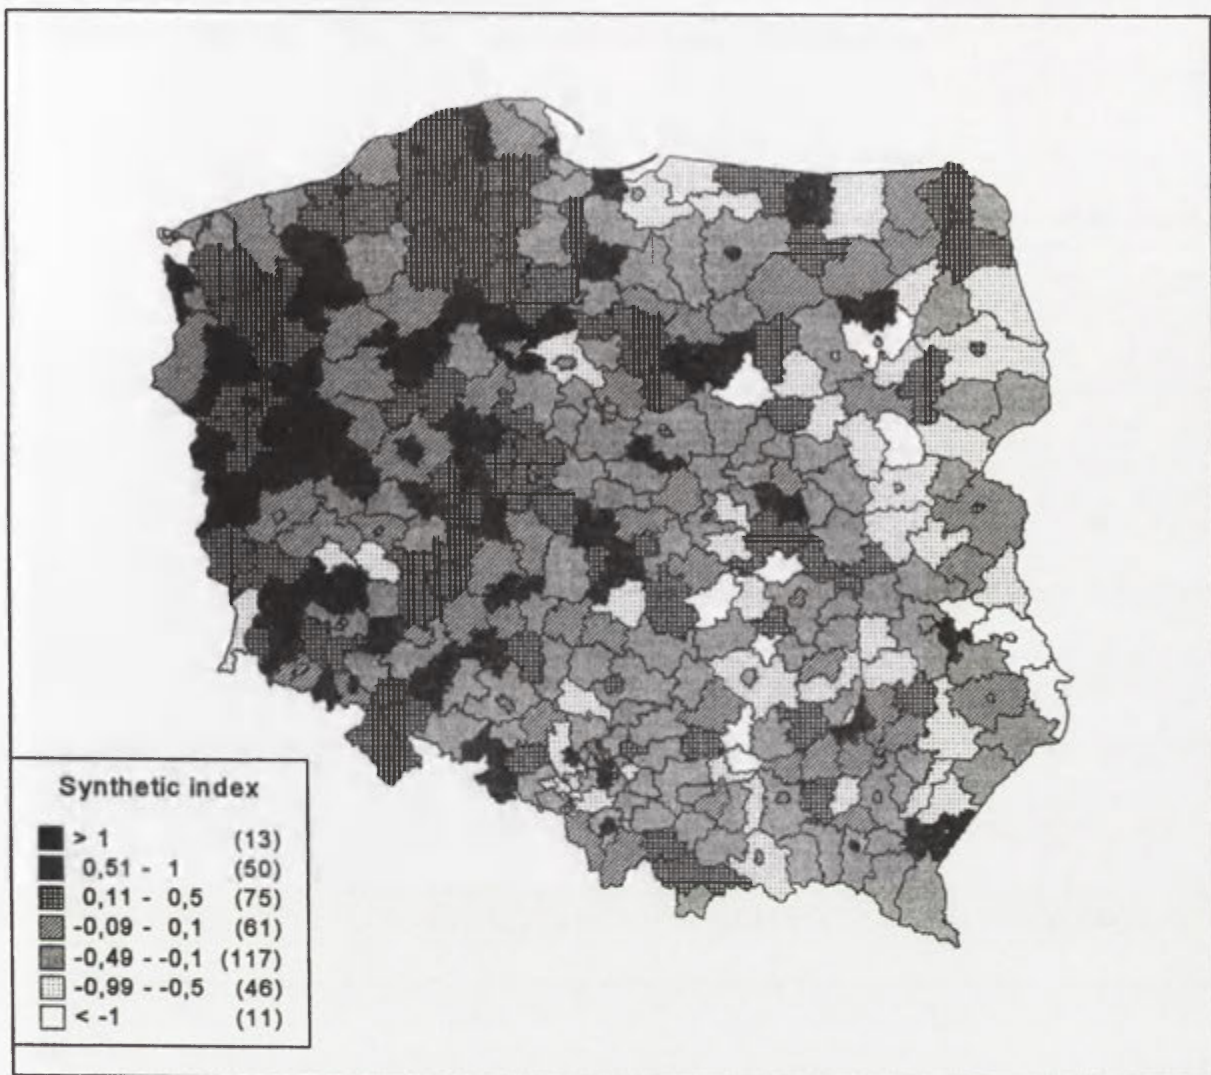 Synthetic index
> 1 (13)
0,51 - 1 (50)
0,11 - 0,5 (75)
-0,09 - 0,1 (61)
-0,49 - -0,1 (117)
-0,99 - -0,5 (46)
< -1 (11)